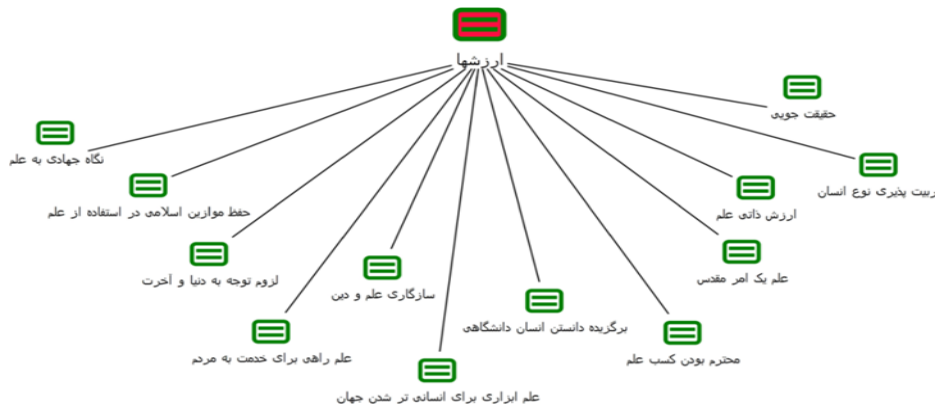 ارزشها
حقیقت جویی
ربیت پذیری نوع انسان
ارزش ذاتی علم
علم یک امر مقدس
محترم بودن کسب علم
برگزیده دانستن انسان دانشگاهی
علم ابزاری برای انسانی تر شدن جهان
سازگاری علم و دین
علم راهی برای خدمت به مردم
لزوم توجه به دنیا و آخرت
حفظ موازین اسلامی در استفاده از علم
نگاه جهادی به علم